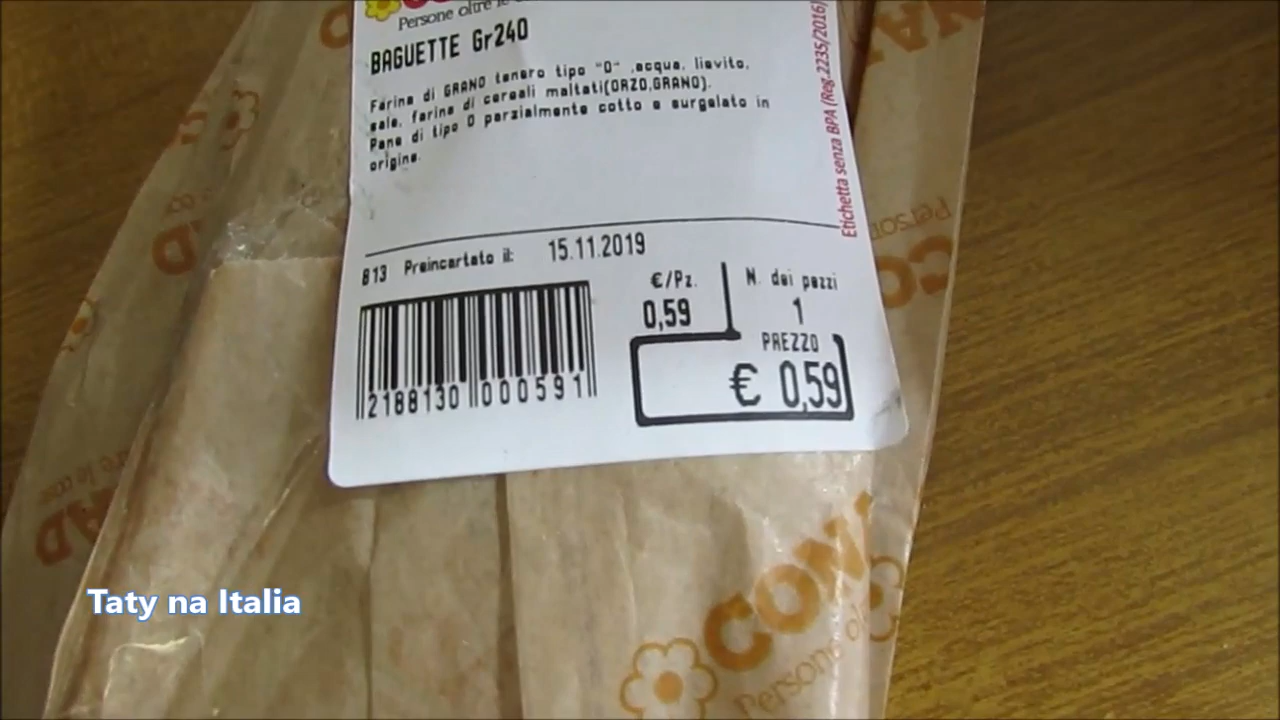 Persone oltre le
BAGUETTE Gr240
Farina di GRANO tenero tipo "0" ,acqua, lievito,
sale, farina di cereali maltati(ORZO,GRANO).
Pane di tipo 0 parzialmente cotto e surgelato in
origine.
Etichetta senza BPA (Reg.2235/2016)
813 Preincartato il: 15.11.2019
€/Pz. N. dei pezzi
0,59 1
PREZZO
€ 0,59
2188130 000591
Taty na Italia
CONA
Persone ol